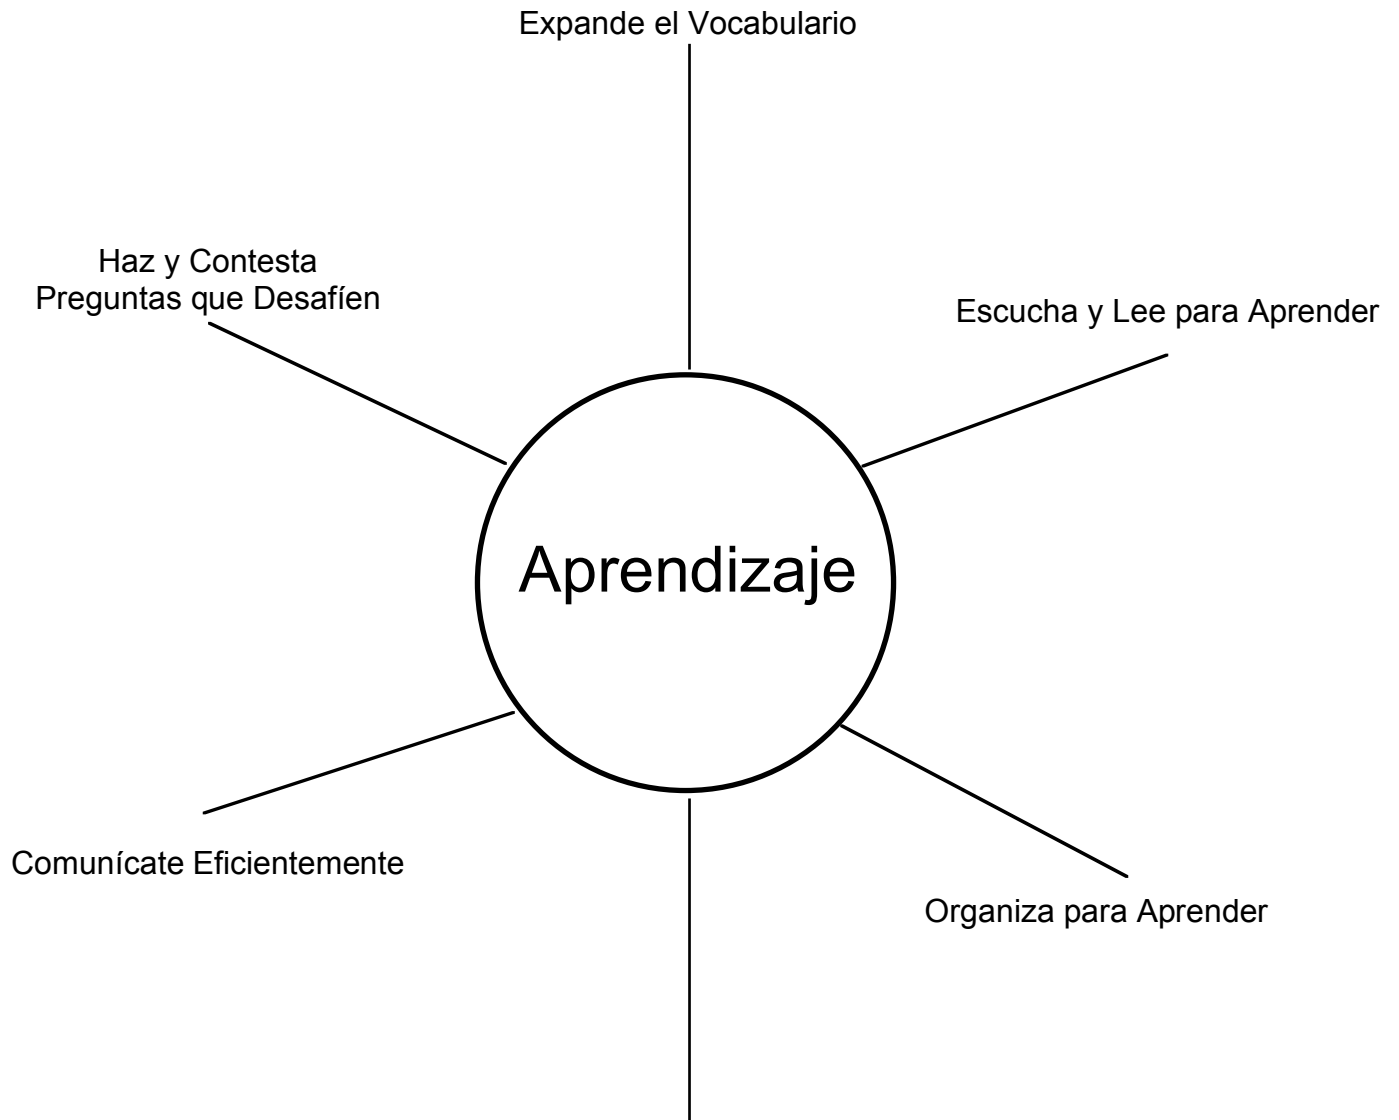 Expande el Vocabulario
Haz y Contesta
Preguntas que Desafíen
Escucha y Lee para Aprender
Aprendizaje
Comunícate Eficientemente
Organiza para Aprender